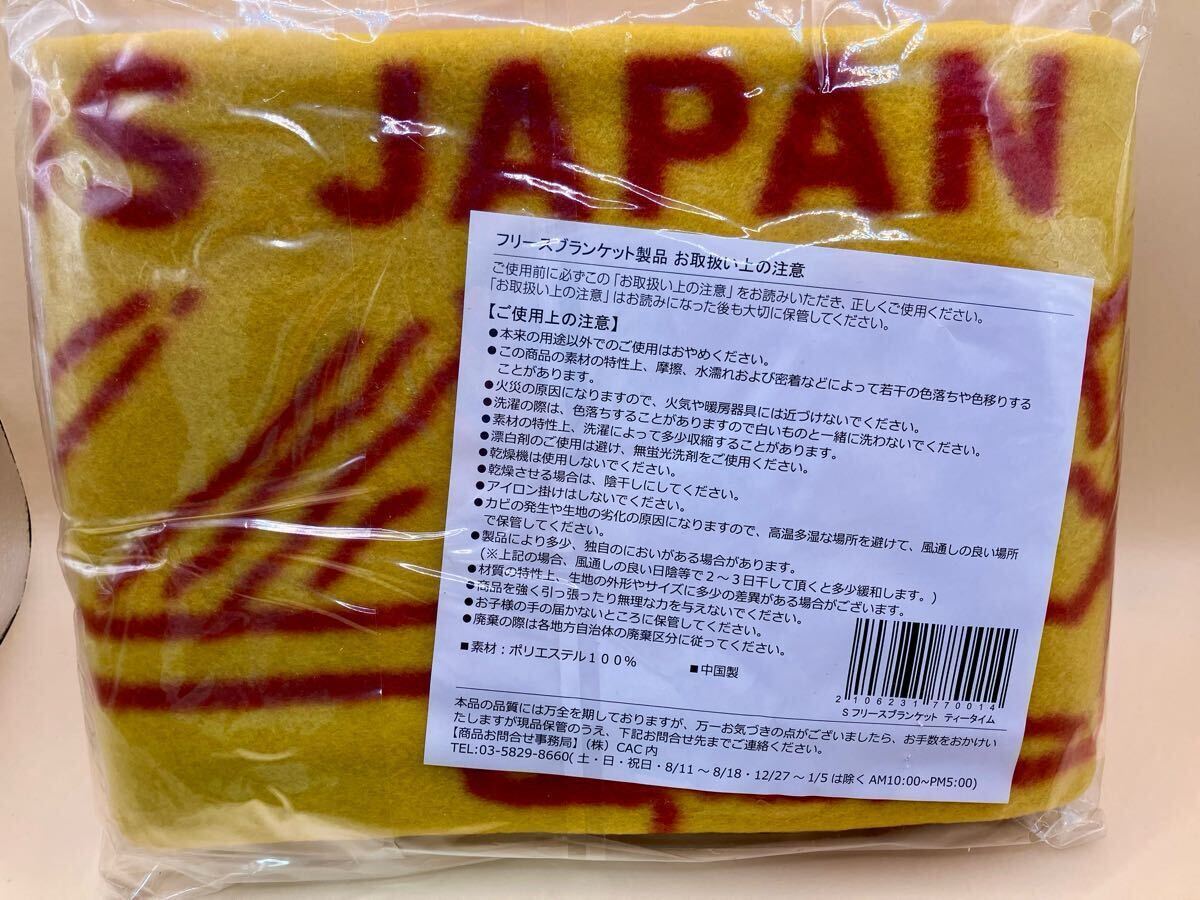 S JAPAN
フリースブランケット製品 お取扱い上の注意
ご使用前に必ずこの「お取扱い上の注意」をお読みいただき、正しくご使用ください。
「お取扱い上の注意」はお読みになった後も大切に保管してください。
【ご使用上の注意】
●本来の用途以外でのご使用はおやめください。
●この商品の素材の特性上、摩擦、水濡れおよび密着などによって若干の色落ちや色移りする
ことがあります。
●火災の原因になりますので、火気や暖房器具には近づけないでください。
●洗濯の際は、色落ちすることがありますので白いものと一緒に洗わないでください。
●素材の特性上、洗濯によって多少収縮することがあります。
●漂白剤のご使用は避け、無蛍光洗剤をご使用ください。
●乾燥機は使用しないでください。
●乾燥させる場合は、陰干しにしてください。
●アイロン掛けはしないでください。
●カビの発生や生地の劣化の原因になりますので、高温多湿な場所を避けて、風通しの良い場所
で保管してください。
●製品により多少、独自のにおいがある場合があります。
(※上記の場合、風通しの良い日陰等で２～３日干して頂くと多少緩和します。)
●材質の特性上、生地の外形やサイズに多少の差異がある場合がございます。
●商品を強く引っ張ったり無理な力を与えないでください。
●お子様の手の届かないところに保管してください。
●廃棄の際は各地方自治体の廃棄区分に従ってください。
■素材：ポリエステル１００％ ■中国製
2 106231 770014
S フリースブランケット ティータイム
本品の品質には万全を期しておりますが、万一お気づきの点がございましたら、お手数をおかけい
たしますが現品保管のうえ、下記お問合せ先までご連絡ください。
【商品お問合せ事務局】（株）CAC内
TEL:03-5829-8660( 土・日・祝日・8/11～8/18・12/27～1/5は除く AM10:00~PM5:00)